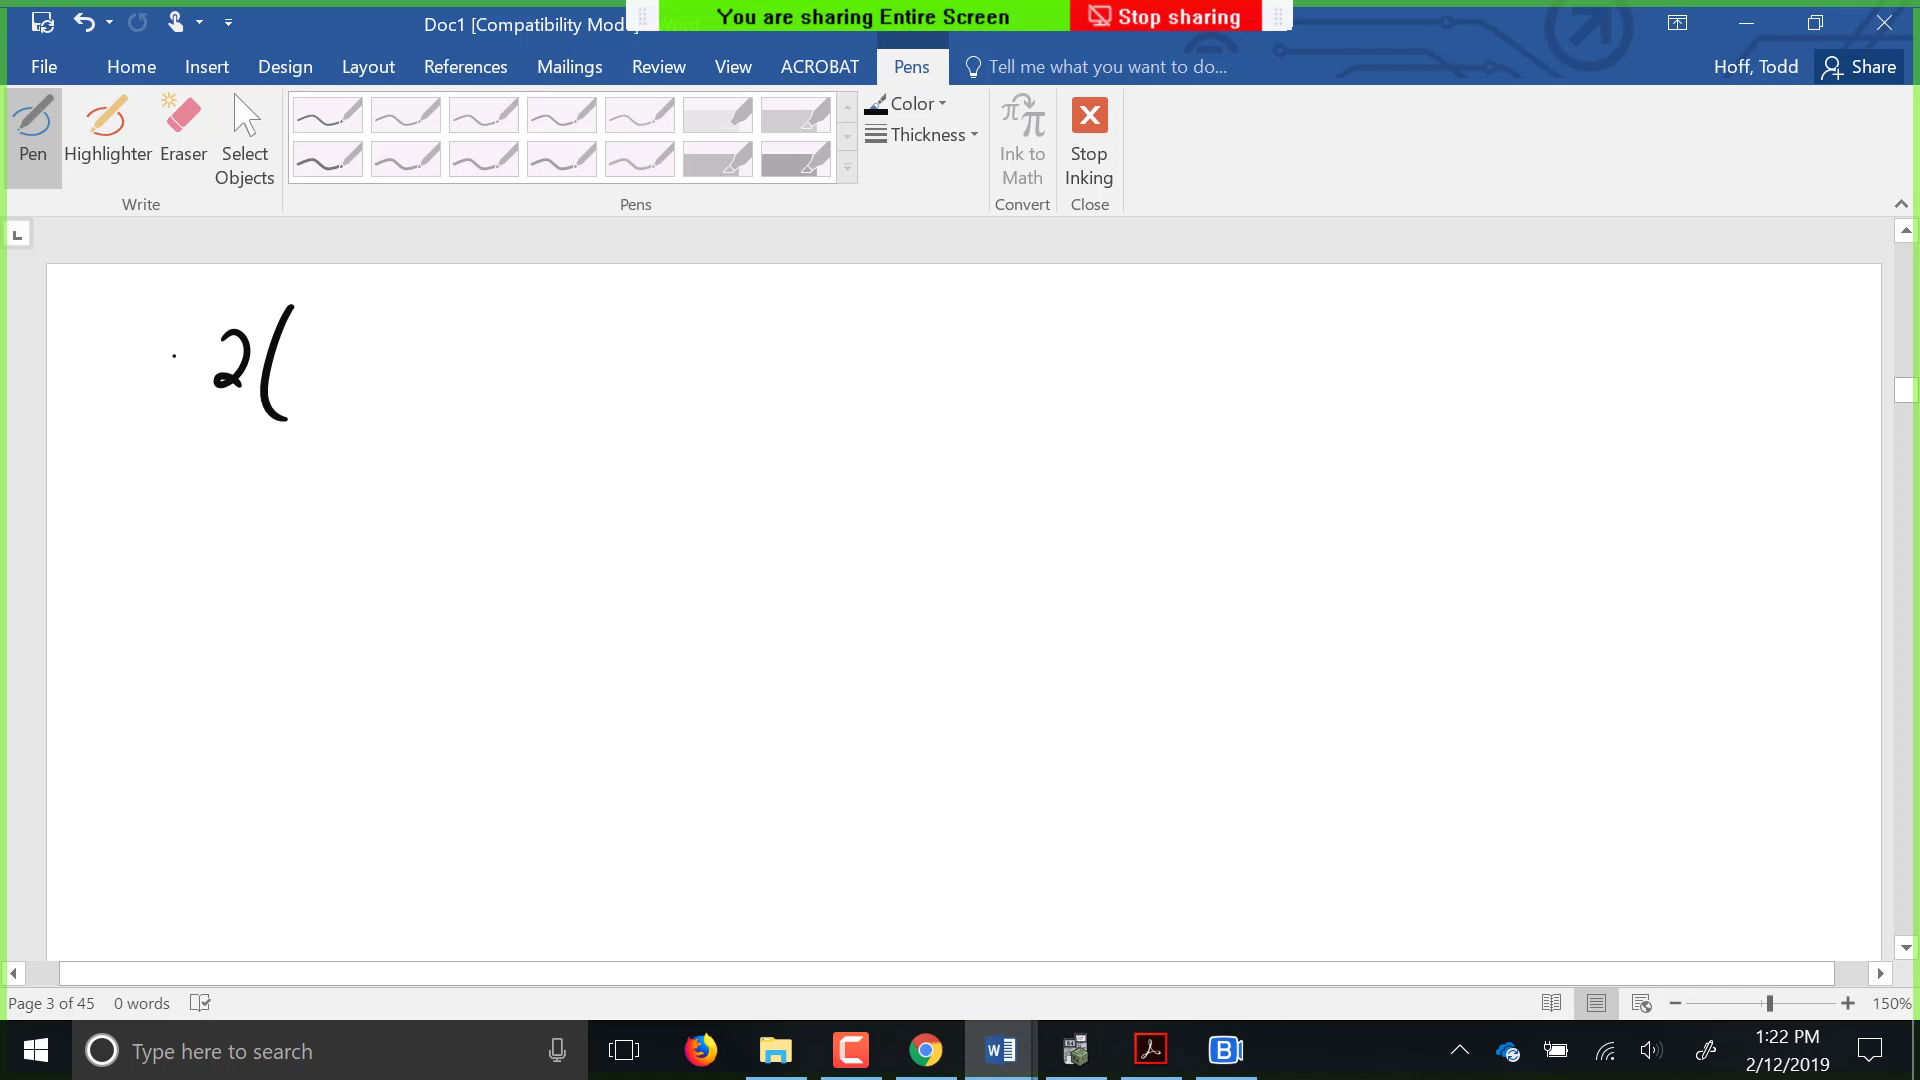 Doc1 [Compatibility Mod
You are sharing Entire Screen
Stop sharing
File Home Insert Design Layout References Mailings Review View ACROBAT Pens Tell me what you want to do... Hoff, Todd Share
Color
Thickness
Pen Highlighter Eraser Select Objects
Ink to Math
Stop Inking
Write Pens Convert Close
2(
Page 3 of 45 0 words 150%
Type here to search
1:22 PM
2/12/2019